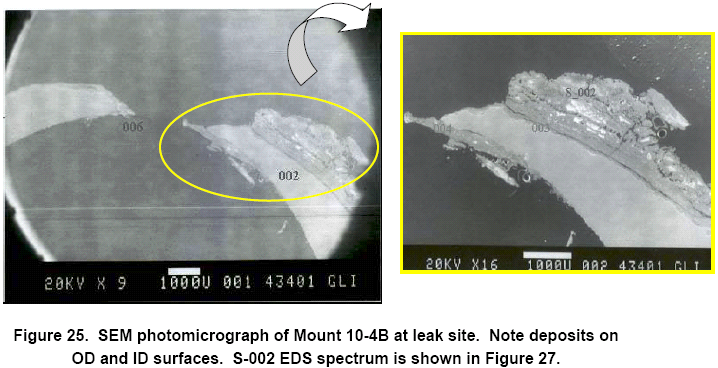 006
002
20KV X 9 1000U 001 43401 GLI
S_002
004
003
20KV X16 1000U 002 43401 GLI
Figure 25. SEM photomicrograph of Mount 10-4B at leak site. Note deposits on
OD and ID surfaces. S-002 EDS spectrum is shown in Figure 27.